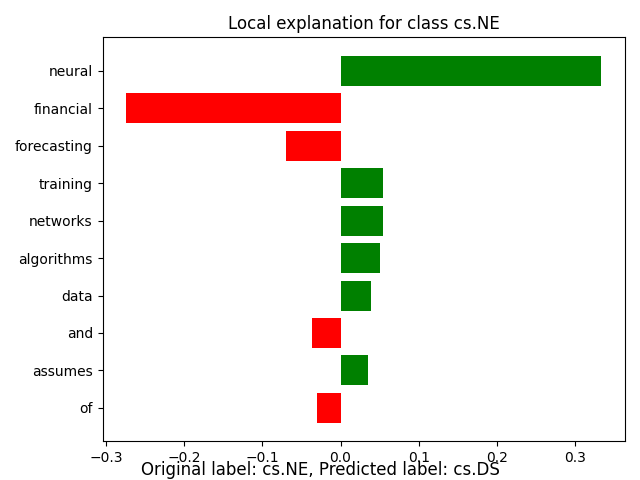 Local explanation for class cs.NE
neural
financial
forecasting
training
networks
algorithms
data
and
assumes
of
−0.3 −0.2 −0.1 0.0 0.1 0.2 0.3
Original label: cs.NE, Predicted label: cs.DS